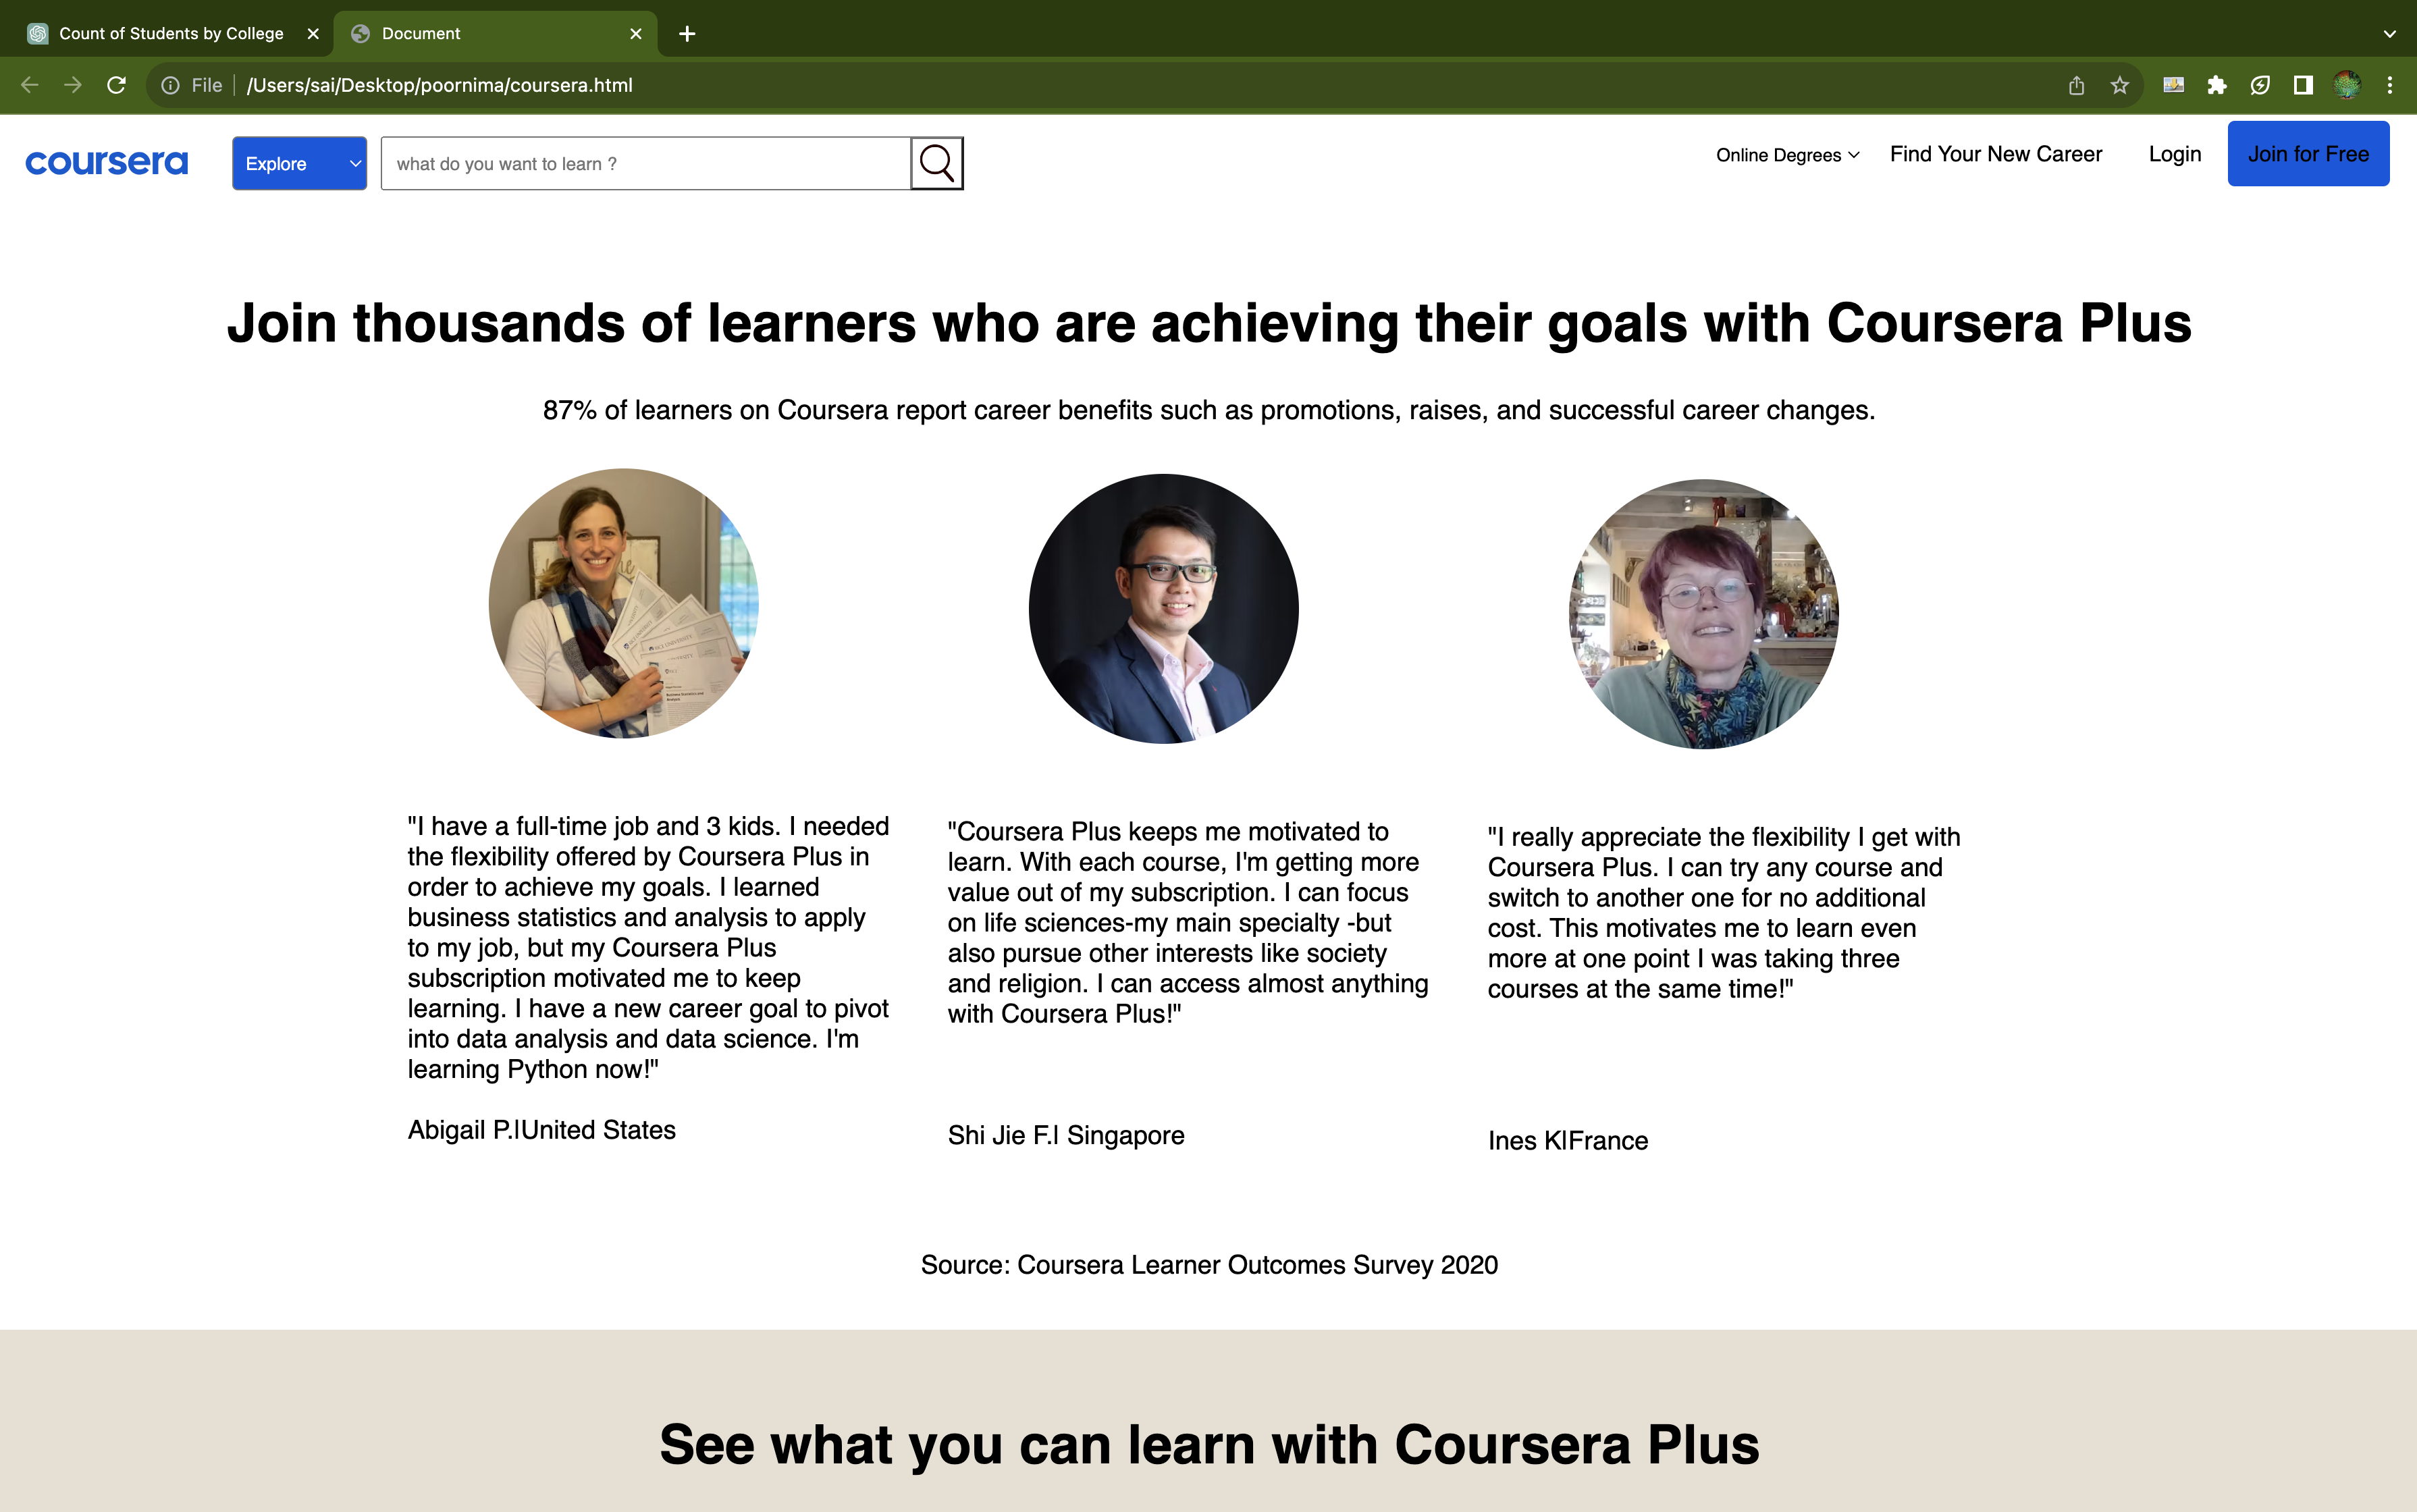 Count of Students by College
Document
File
/Users/sai/Desktop/poornima/coursera.html
coursera
Explore
what do you want to learn ?
Online Degrees
Find Your New Career
Login
Join for Free
Join thousands of learners who are achieving their goals with Coursera Plus
87% of learners on Coursera report career benefits such as promotions, raises, and successful career changes.
"I have a full-time job and 3 kids. I needed
the flexibility offered by Coursera Plus in
order to achieve my goals. I learned
business statistics and analysis to apply
to my job, but my Coursera Plus
subscription motivated me to keep
learning. I have a new career goal to pivot
into data analysis and data science. I'm
learning Python now!"
Abigail P.|United States
"Coursera Plus keeps me motivated to
learn. With each course, I'm getting more
value out of my subscription. I can focus
on life sciences-my main specialty -but
also pursue other interests like society
and religion. I can access almost anything
with Coursera Plus!"
Shi Jie F.| Singapore
"I really appreciate the flexibility I get with
Coursera Plus. I can try any course and
switch to another one for no additional
cost. This motivates me to learn even
more at one point I was taking three
courses at the same time!"
Ines K|France
Source: Coursera Learner Outcomes Survey 2020
See what you can learn with Coursera Plus